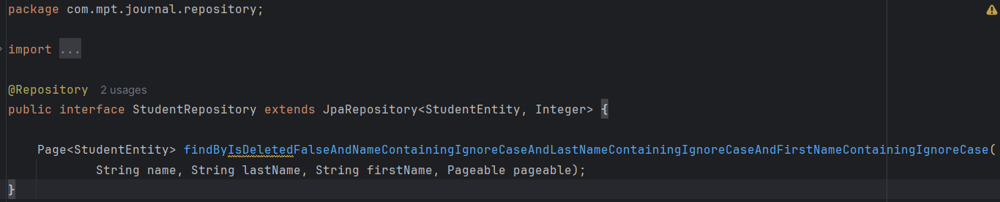 package com.mpt.journal.repository;
import ...
@Repository 2 usages
public interface StudentRepository extends JpaRepository<StudentEntity, Integer> {
Page<StudentEntity> findByIsDeletedFalseAndNameContainingIgnoreCaseAndLastNameContainingIgnoreCaseAndFirstNameContainingIgnoreCase(
String name, String lastName, String firstName, Pageable pageable);
}